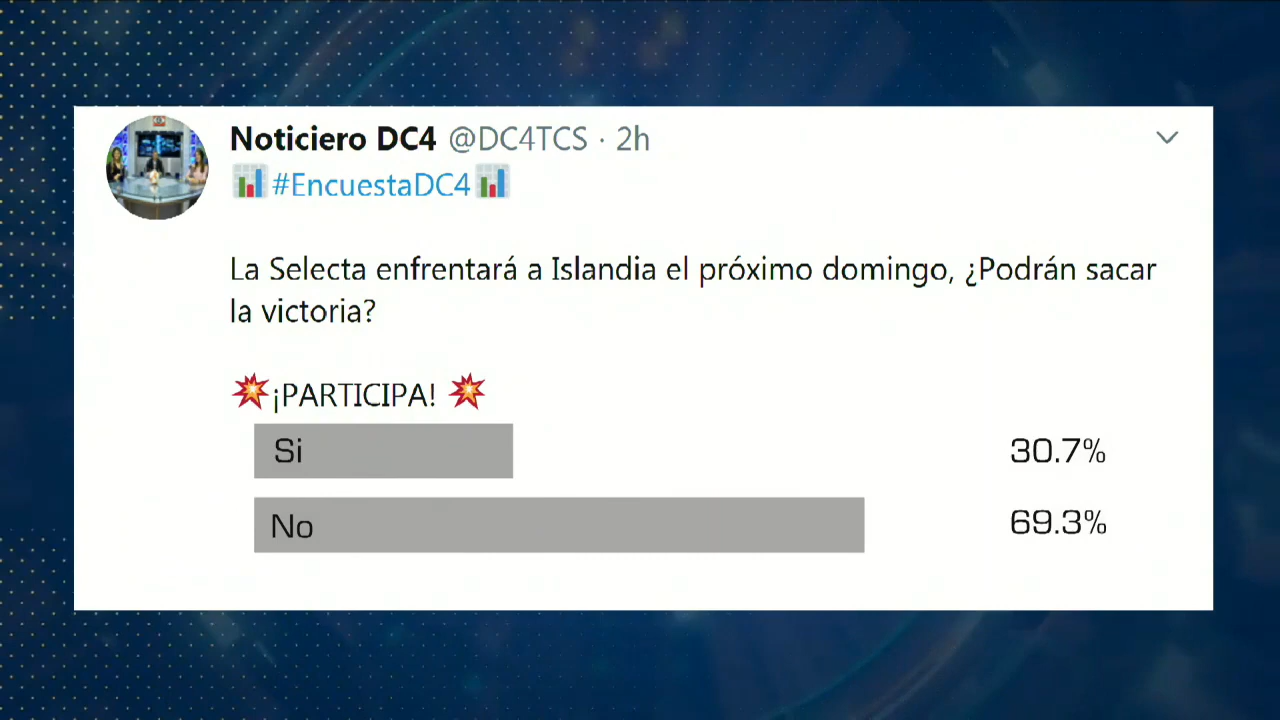 Noticiero DC4 @DC4TCS · 2h
#EncuestaDC4
La Selecta enfrentará a Islandia el próximo domingo, ¿Podrán sacar
la victoria?
¡PARTICIPA!
Si 30.7%
No 69.3%